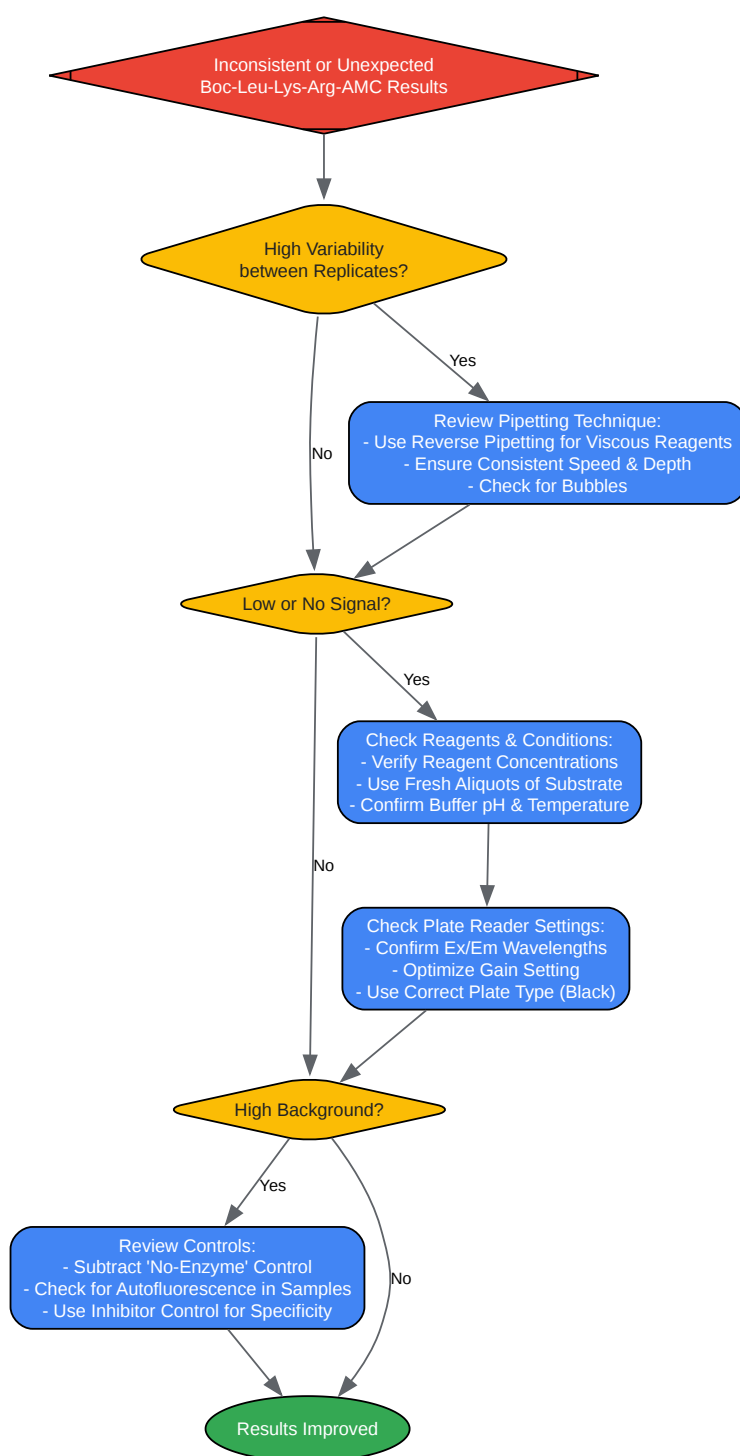 Inconsistent or Unexpected
Boc-Leu-Lys-Arg-AMC Results
High Variability
between Replicates?
Yes
Review Pipetting Technique:
- Use Reverse Pipetting for Viscous Reagents
- Ensure Consistent Speed & Depth
- Check for Bubbles
No
Low or No Signal?
Yes
Check Reagents & Conditions:
- Verify Reagent Concentrations
- Use Fresh Aliquots of Substrate
- Confirm Buffer pH & Temperature
No
Check Plate Reader Settings:
- Confirm Ex/Em Wavelengths
- Optimize Gain Setting
- Use Correct Plate Type (Black)
High Background?
Yes
Review Controls:
- Subtract 'No-Enzyme' Control
- Check for Autofluorescence in Samples
- Use Inhibitor Control for Specificity
No
Results Improved